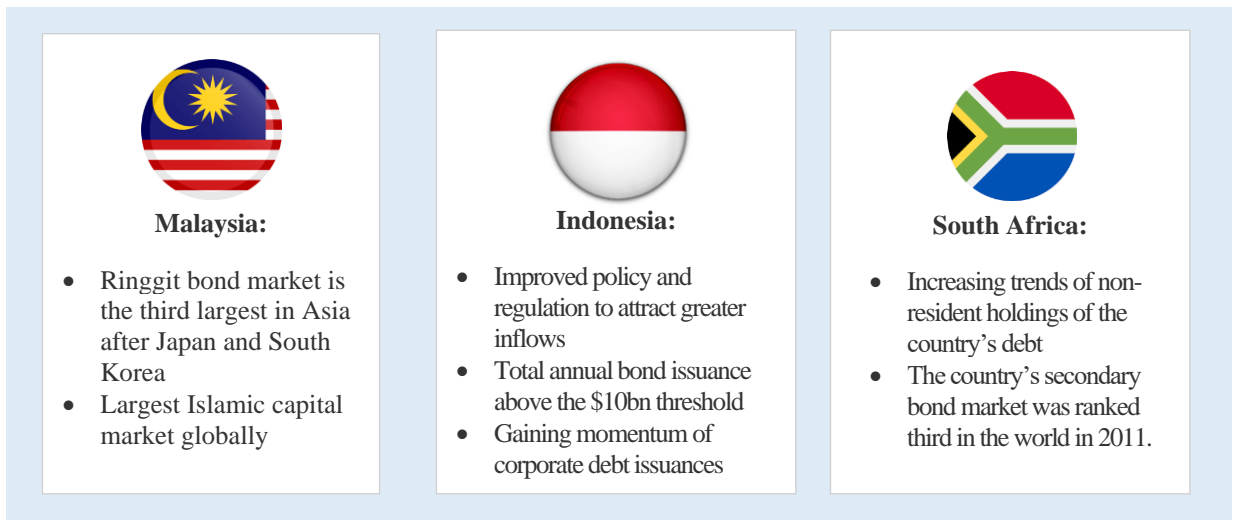 Malaysia:
• Ringgit bond market is
the third largest in Asia
after Japan and South
Korea
• Largest Islamic capital
market globally
Indonesia:
• Improved policy and
regulation to attract greater
inflows
• Total annual bond issuance
above the $10bn threshold
• Gaining momentum of
corporate debt issuances
South Africa:
• Increasing trends of non-
resident holdings of the
country’s debt
• The country’s secondary
bond market was ranked
third in the world in 2011.